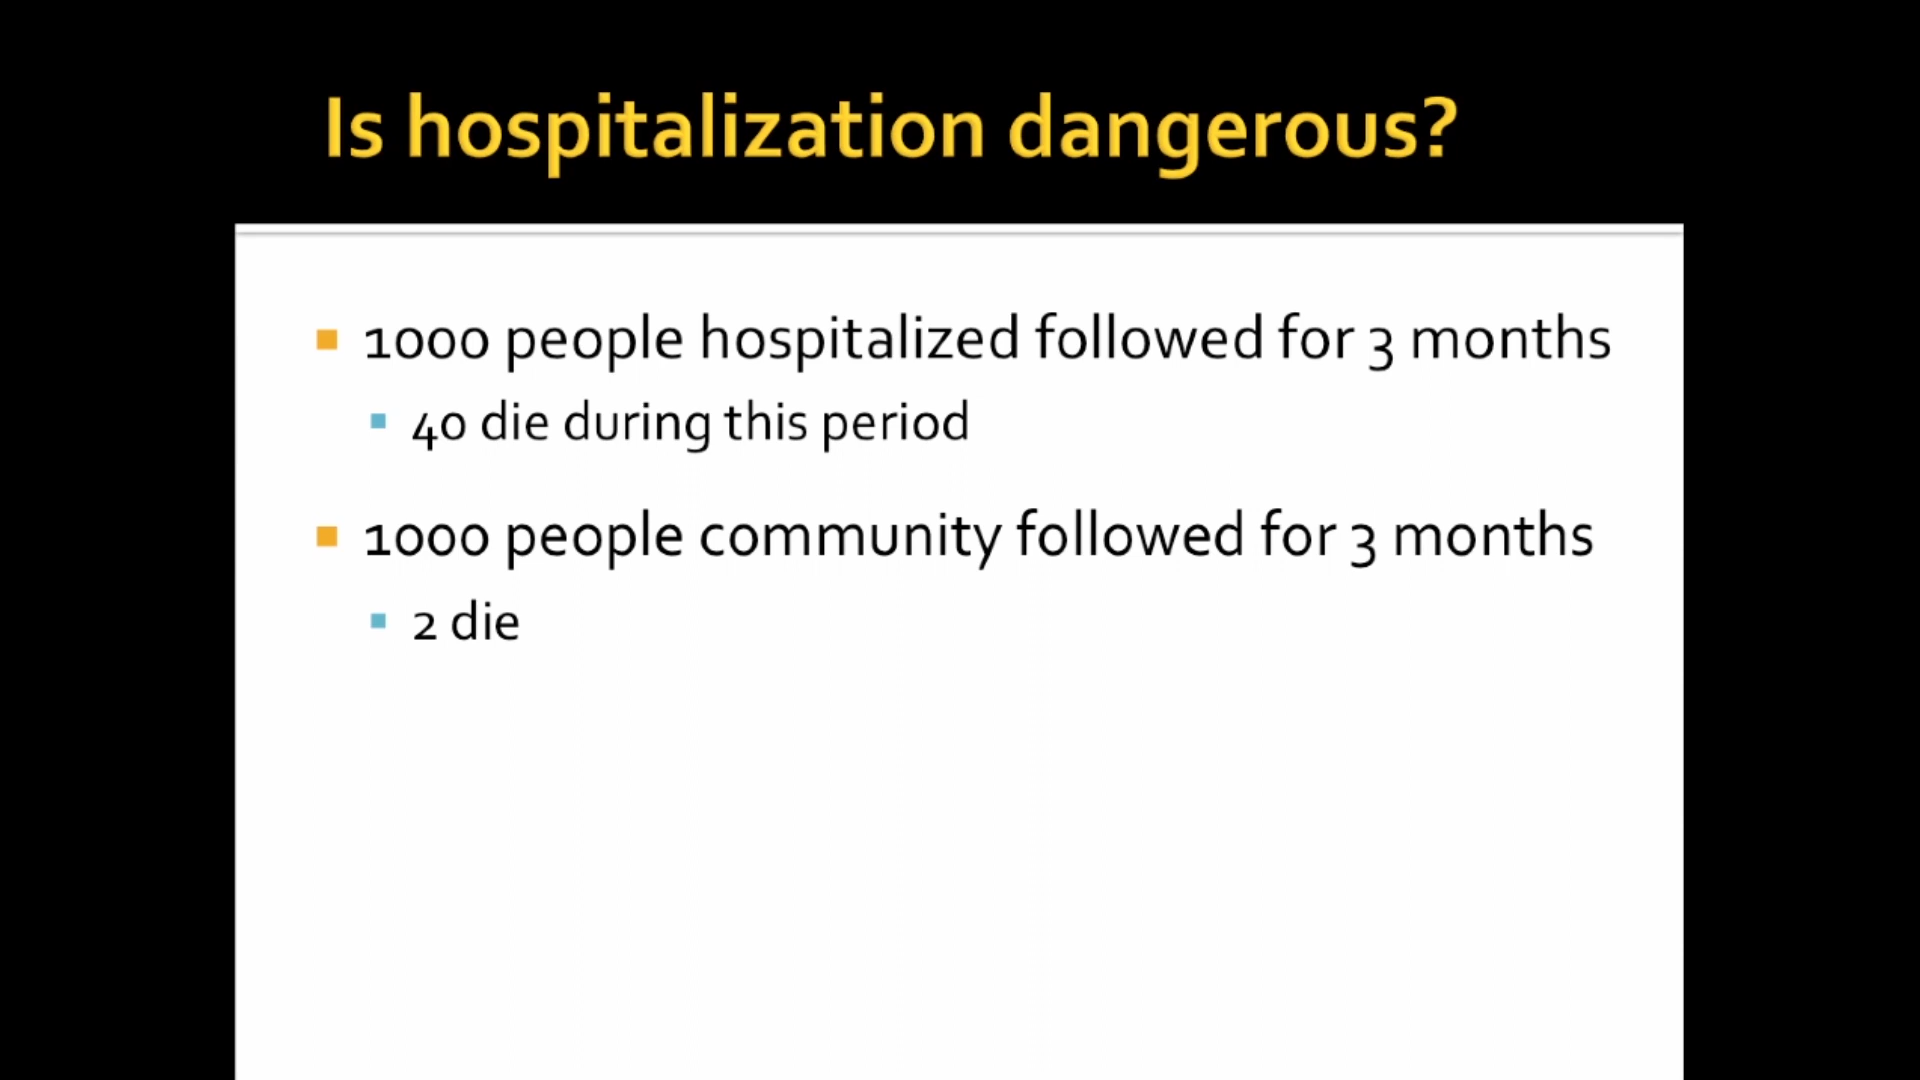 Is hospitalization dangerous?
1000 people hospitalized followed for 3 months
40 die during this period
1000 people community followed for 3 months
2 die